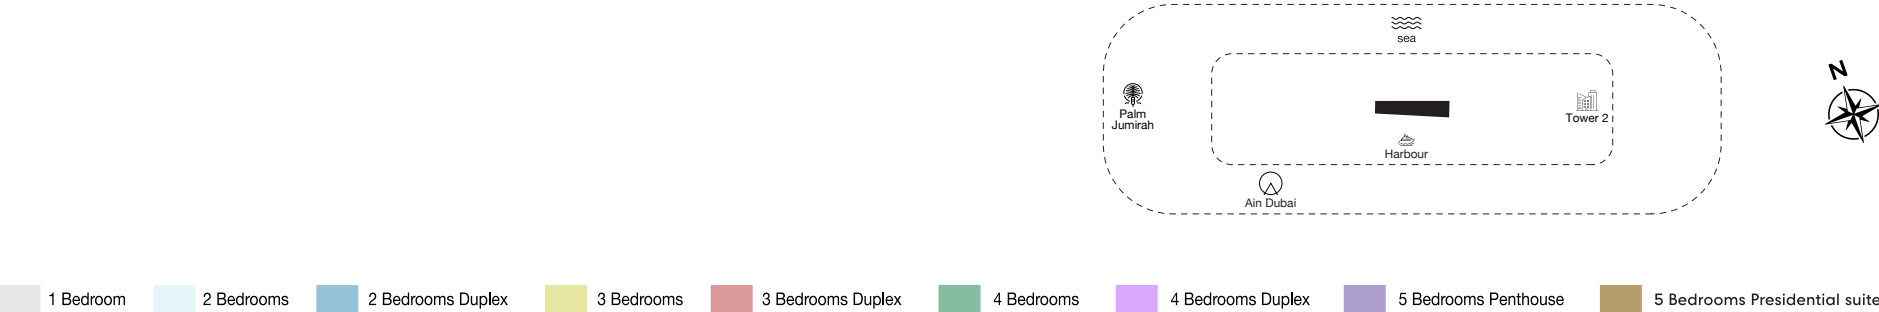 sea
N
Palm
Jumirah
Tower 2
Harbour
Ain Dubai
1 Bedroom
2 Bedrooms
2 Bedrooms Duplex
3 Bedrooms
3 Bedrooms Duplex
4 Bedrooms
4 Bedrooms Duplex
5 Bedrooms Penthouse
5 Bedrooms Presidential suite